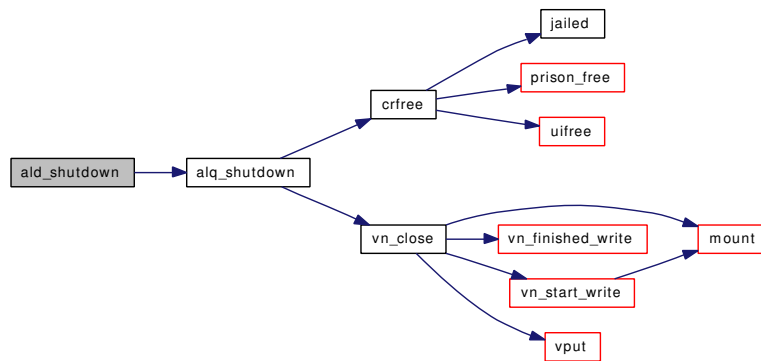 jailed
prison_free
crfree
uifree
ald_shutdown
alq_shutdown
vn_close
vn_finished_write
mount
vn_start_write
vput